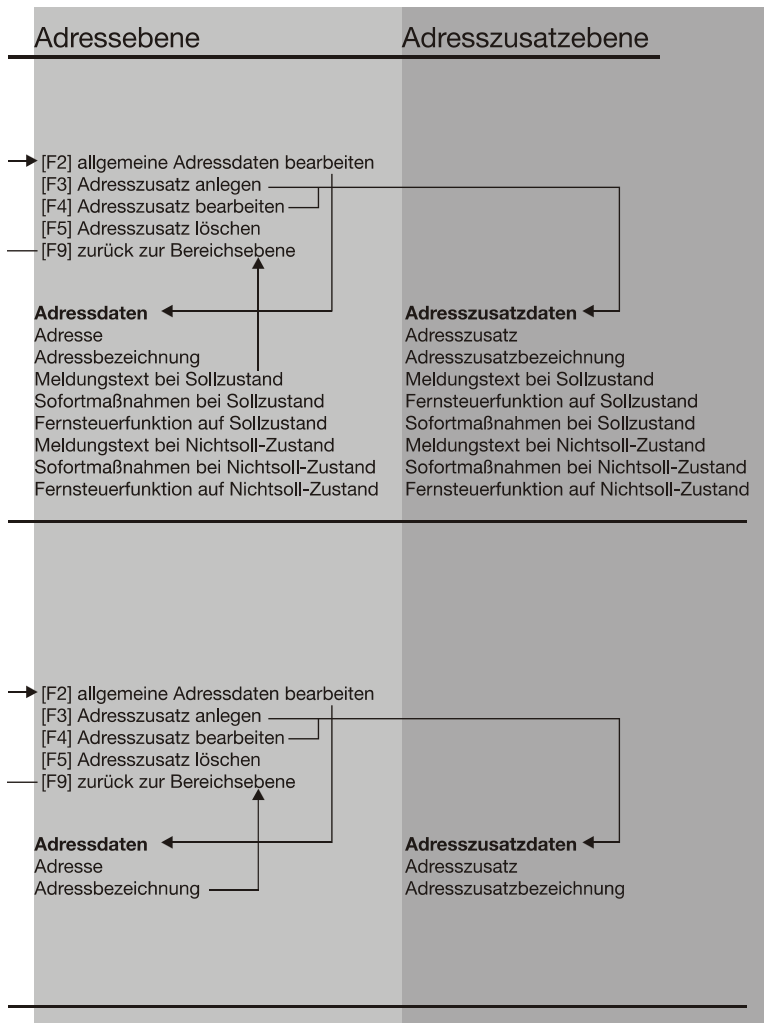 Adressebene
Adresszusatzebene
[F2] allgemeine Adressdaten bearbeiten
[F3] Adresszusatz anlegen
[F4] Adresszusatz bearbeiten
[F5] Adresszusatz löschen
[F9] zurück zur Bereichsebene
Adressdaten
Adresse
Adressbezeichnung
Meldungstext bei Sollzustand
Sofortmaßnahmen bei Sollzustand
Fernsteuerfunktion auf Sollzustand
Meldungstext bei Nichtsoll-Zustand
Sofortmaßnahmen bei Nichtsoll-Zustand
Fernsteuerfunktion auf Nichtsoll-Zustand
Adresszusatzdaten
Adresszusatz
Adresszusatzbezeichnung
Meldungstext bei Sollzustand
Fernsteuerfunktion auf Sollzustand
Sofortmaßnahmen bei Sollzustand
Meldungstext bei Nichtsoll-Zustand
Sofortmaßnahmen bei Nichtsoll-Zustand
Fernsteuerfunktion auf Nichtsoll-Zustand
[F2] allgemeine Adressdaten bearbeiten
[F3] Adresszusatz anlegen
[F4] Adresszusatz bearbeiten
[F5] Adresszusatz löschen
[F9] zurück zur Bereichsebene
Adressdaten
Adresse
Adressbezeichnung
Adresszusatzdaten
Adresszusatz
Adresszusatzbezeichnung